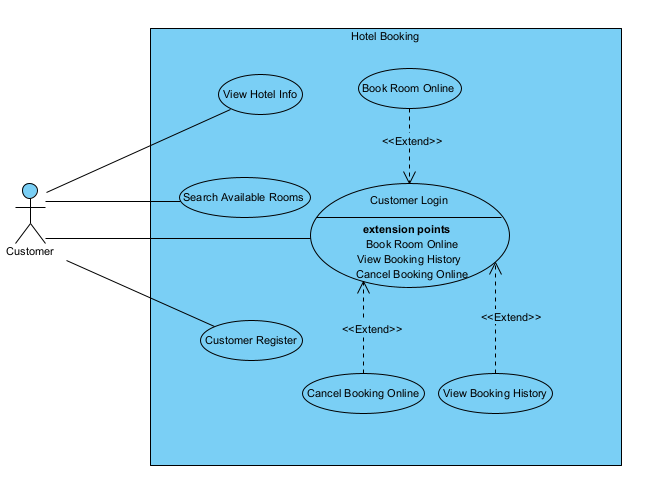 Hotel Booking
View Hotel Info
Book Room Online
<<Extend>>
Search Available Rooms
Customer Login
extension points
Book Room Online
View Booking History
Cancel Booking Online
Customer
<<Extend>>
<<Extend>>
Customer Register
Cancel Booking Online
View Booking History